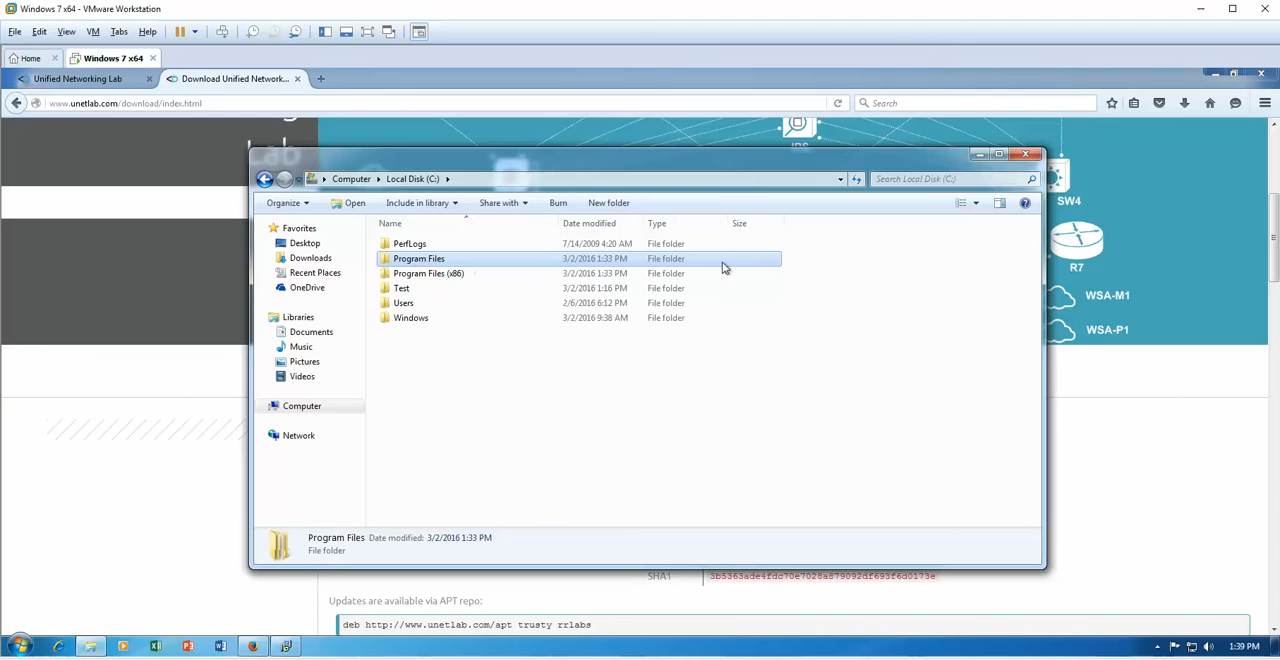 Windows 7 x64 - VMware Workstation
File Edit View VM Tabs Help
Home Windows 7 x64
Unified Networking Lab Download Unified Network...
www.unetlab.com/download/index.html Search
Lab
SW4
R7
WSA-M1
WSA-P1
Computer Local Disk (C:) Search Local Disk (C:)
Organize Open Include in library Share with Burn New folder
Name Date modified Type Size
Favorites
Desktop
Downloads
Recent Places
OneDrive
Libraries
Documents
Music
Pictures
Videos
Computer
Network
PerfLogs 7/14/2009 4:20 AM File folder
Program Files 3/2/2016 1:33 PM File folder
Program Files (x86) 3/2/2016 1:33 PM File folder
Test 3/2/2016 1:16 PM File folder
Users 2/6/2016 6:12 PM File folder
Windows 3/2/2016 9:38 AM File folder
Program Files Date modified: 3/2/2016 1:33 PM
File folder
SHA1 3b5363ade4fdc70e7028a879092df693f6d0173e
Updates are available via APT repo:
deb http://www.unetlab.com/apt trusty rrlabs
1:39 PM